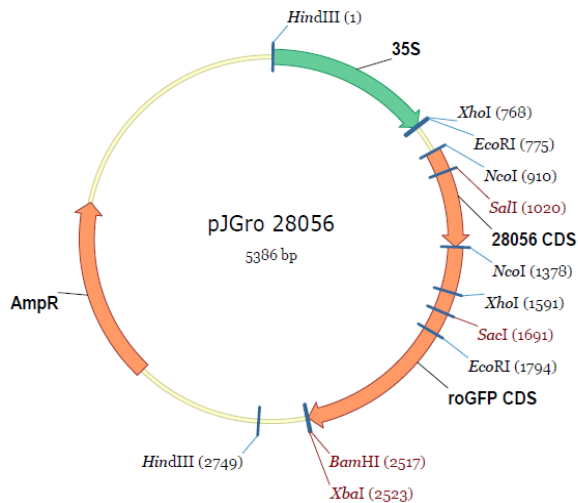 HindIII (1)
35S
XhoI (768)
EcoRI (775)
NcoI (910)
SalI (1020)
28056 CDS
NcoI (1378)
XhoI (1591)
SacI (1691)
EcoRI (1794)
roGFP CDS
BamHI (2517)
XbaI (2523)
HindIII (2749)
AmpR
pJGro 28056
5386 bp